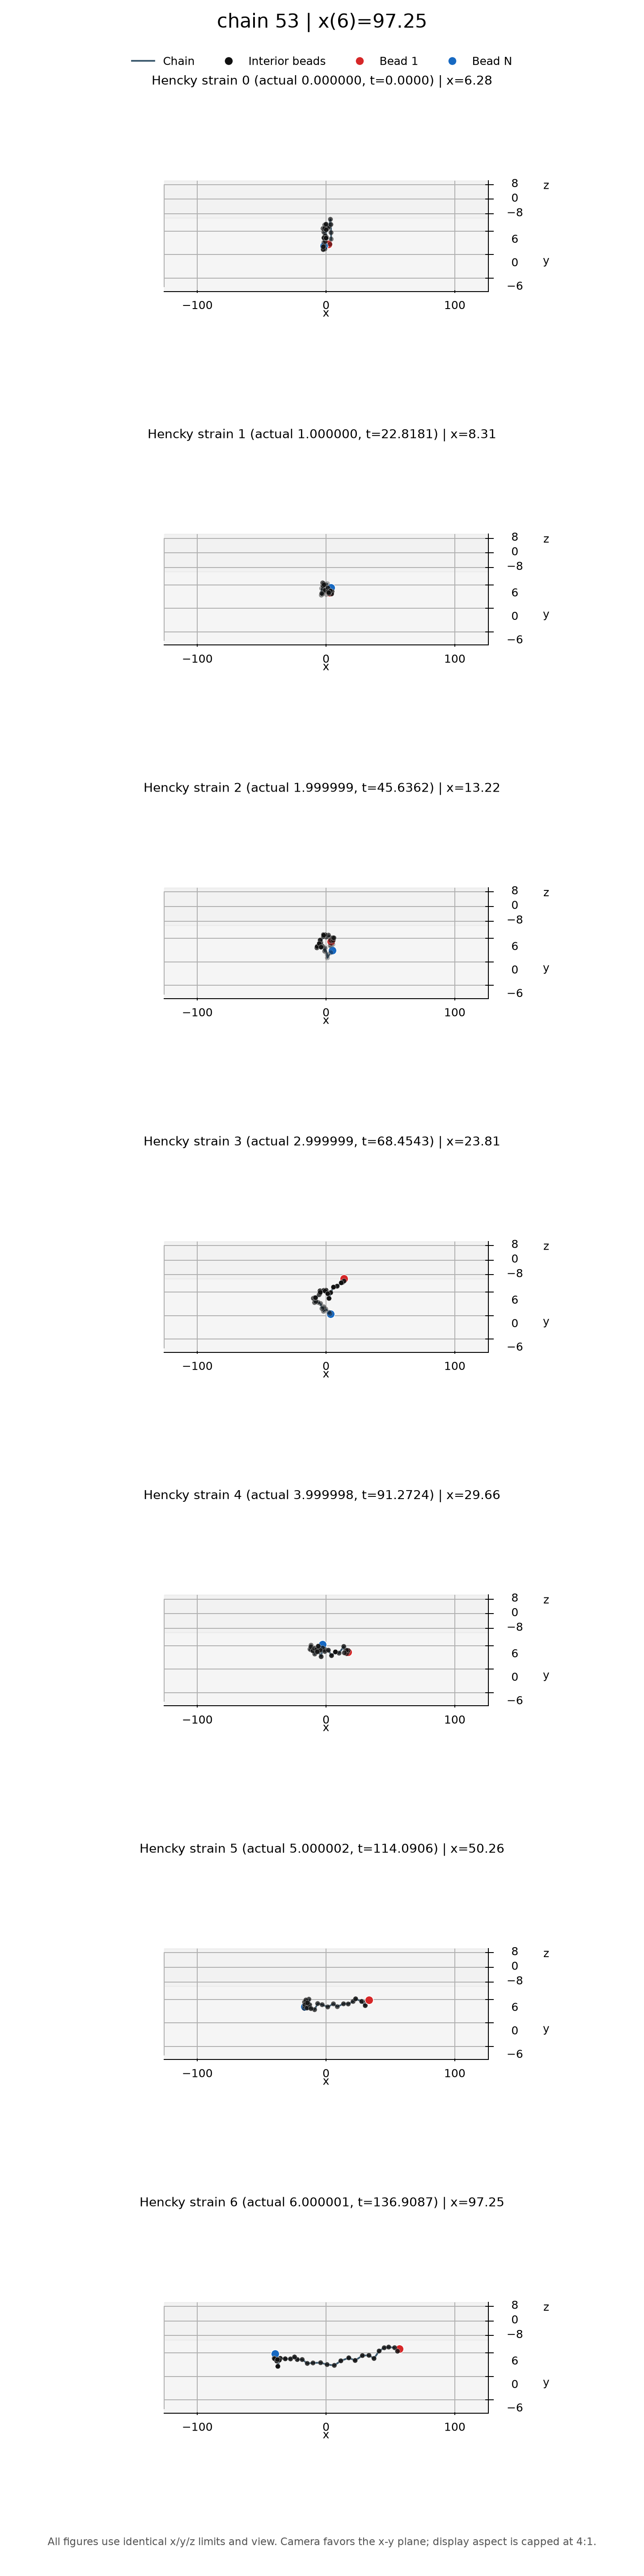 chain 53 | x(6)=97.25
Chain Interior beads Bead 1 Bead N
Hencky strain 0 (actual 0.000000, t=0.0000) | x=6.28
8 z
0
−8
6
0 y
−6
−100 0 100
x
Hencky strain 1 (actual 1.000000, t=22.8181) | x=8.31
8 z
0
−8
6
0 y
−6
−100 0 100
x
Hencky strain 2 (actual 1.999999, t=45.6362) | x=13.22
8 z
0
−8
6
0 y
−6
−100 0 100
x
Hencky strain 3 (actual 2.999999, t=68.4543) | x=23.81
8 z
0
−8
6
0 y
−6
−100 0 100
x
Hencky strain 4 (actual 3.999998, t=91.2724) | x=29.66
8 z
0
−8
6
0 y
−6
−100 0 100
x
Hencky strain 5 (actual 5.000002, t=114.0906) | x=50.26
8 z
0
−8
6
0 y
−6
−100 0 100
x
Hencky strain 6 (actual 6.000001, t=136.9087) | x=97.25
8 z
0
−8
6
0 y
−6
−100 0 100
x
All figures use identical x/y/z limits and view. Camera favors the x-y plane; display aspect is capped at 4:1.